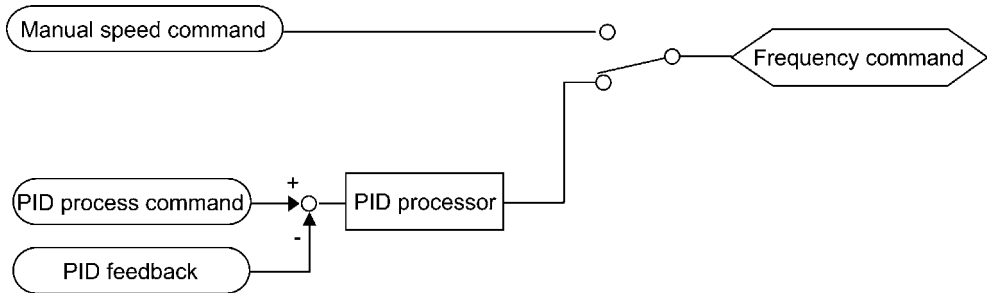 Manual speed command
Frequency command
+
PID process command
PID processor
-
PID feedback